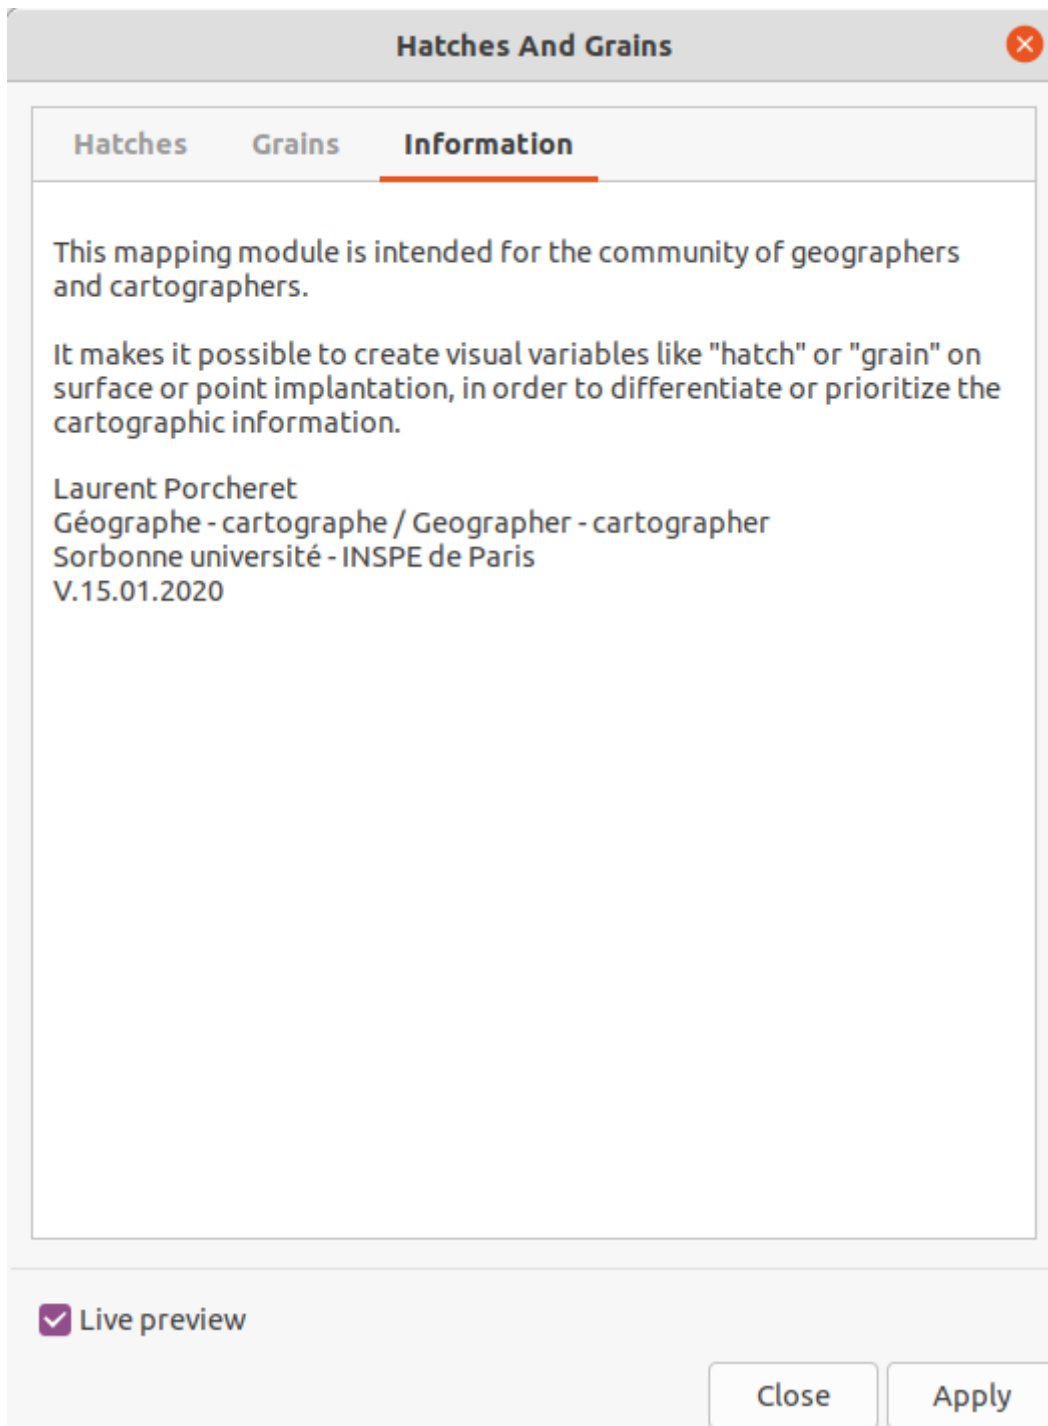 Hatches And Grains
Hatches Grains Information
This mapping module is intended for the community of geographers
and cartographers.
It makes it possible to create visual variables like "hatch" or "grain" on
surface or point implantation, in order to differentiate or prioritize the
cartographic information.
Laurent Porcheret
Géographe - cartographe / Geographer - cartographer
Sorbonne université - INSPE de Paris
V.15.01.2020
Live preview
Close Apply